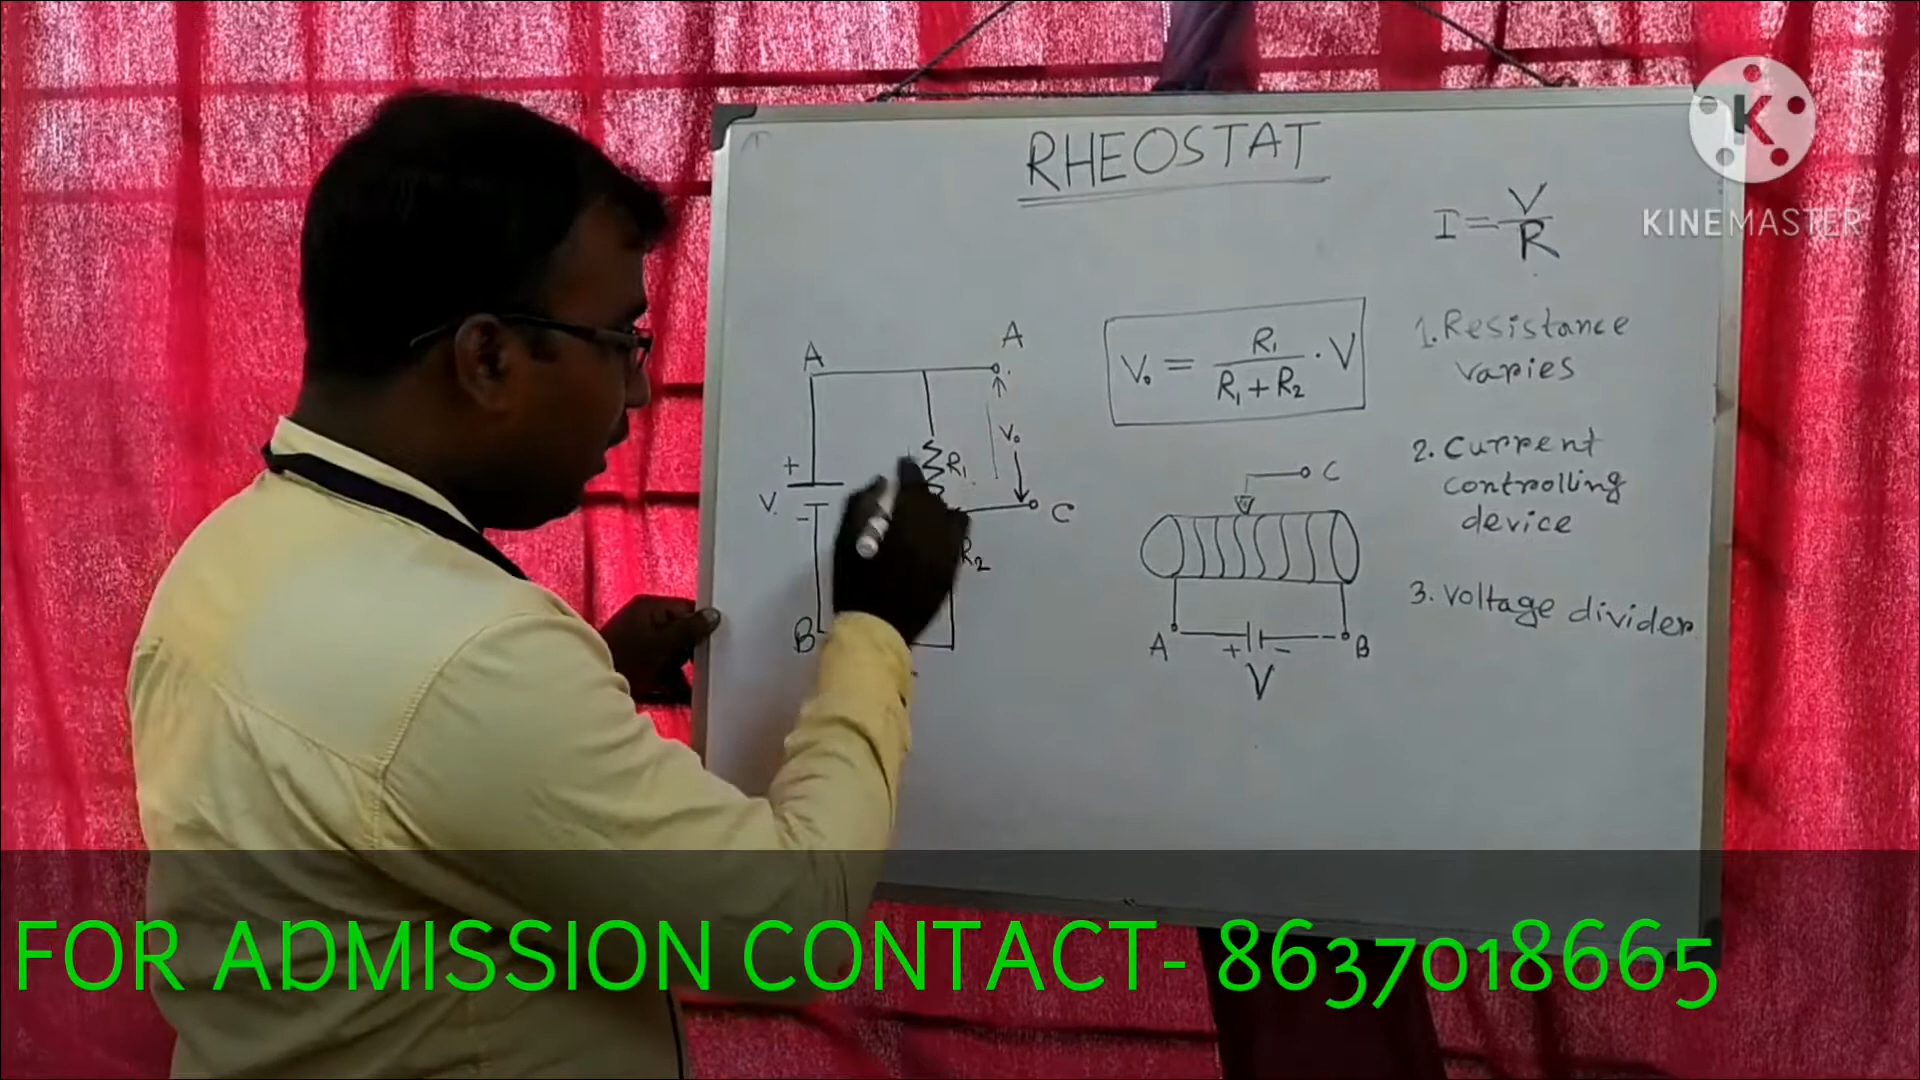 RHEOSTAT
KINEMASTER
I = V/R
V₀ = R₁/(R₁ + R₂) . V
1. Resistance
varies
2. Current
controlling
device
3. Voltage divider
A
A
+
V
-
B
R₁
V₀
C
R₂
C
A
+ -
B
V
FOR ADMISSION CONTACT- 8637018665